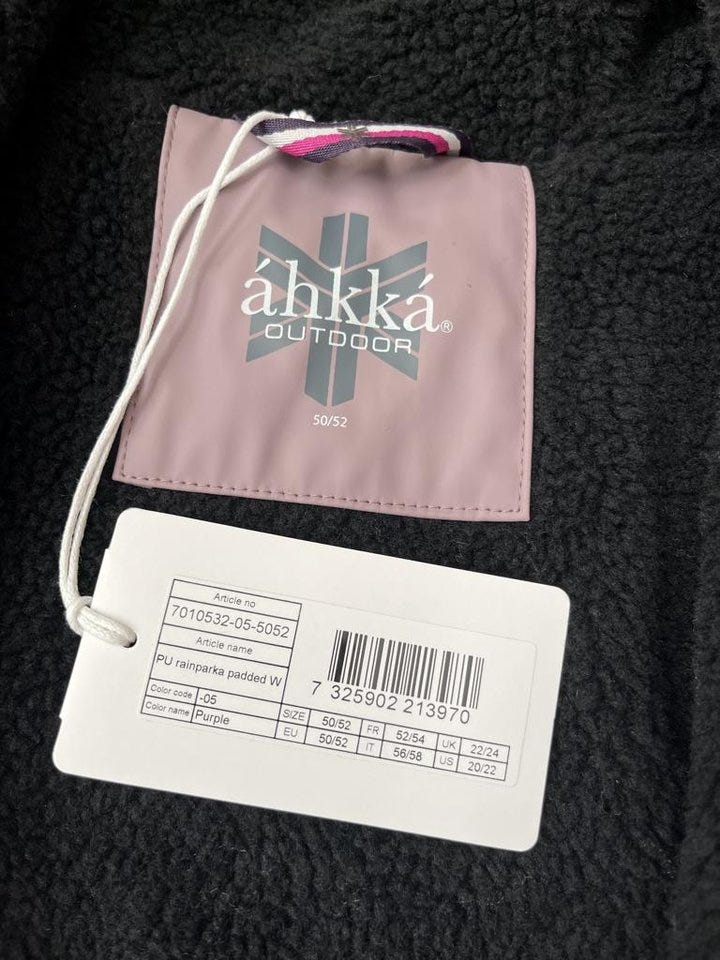 áhkká®
OUTDOOR
50/52
Article no
7010532-05-5052
Article name
PU rainparka padded W
Color code -05
Color name Purple
7 325902 213970
SIZE 50/52 FR 52/54 UK 22/24
EU 50/52 IT 56/58 US 20/22